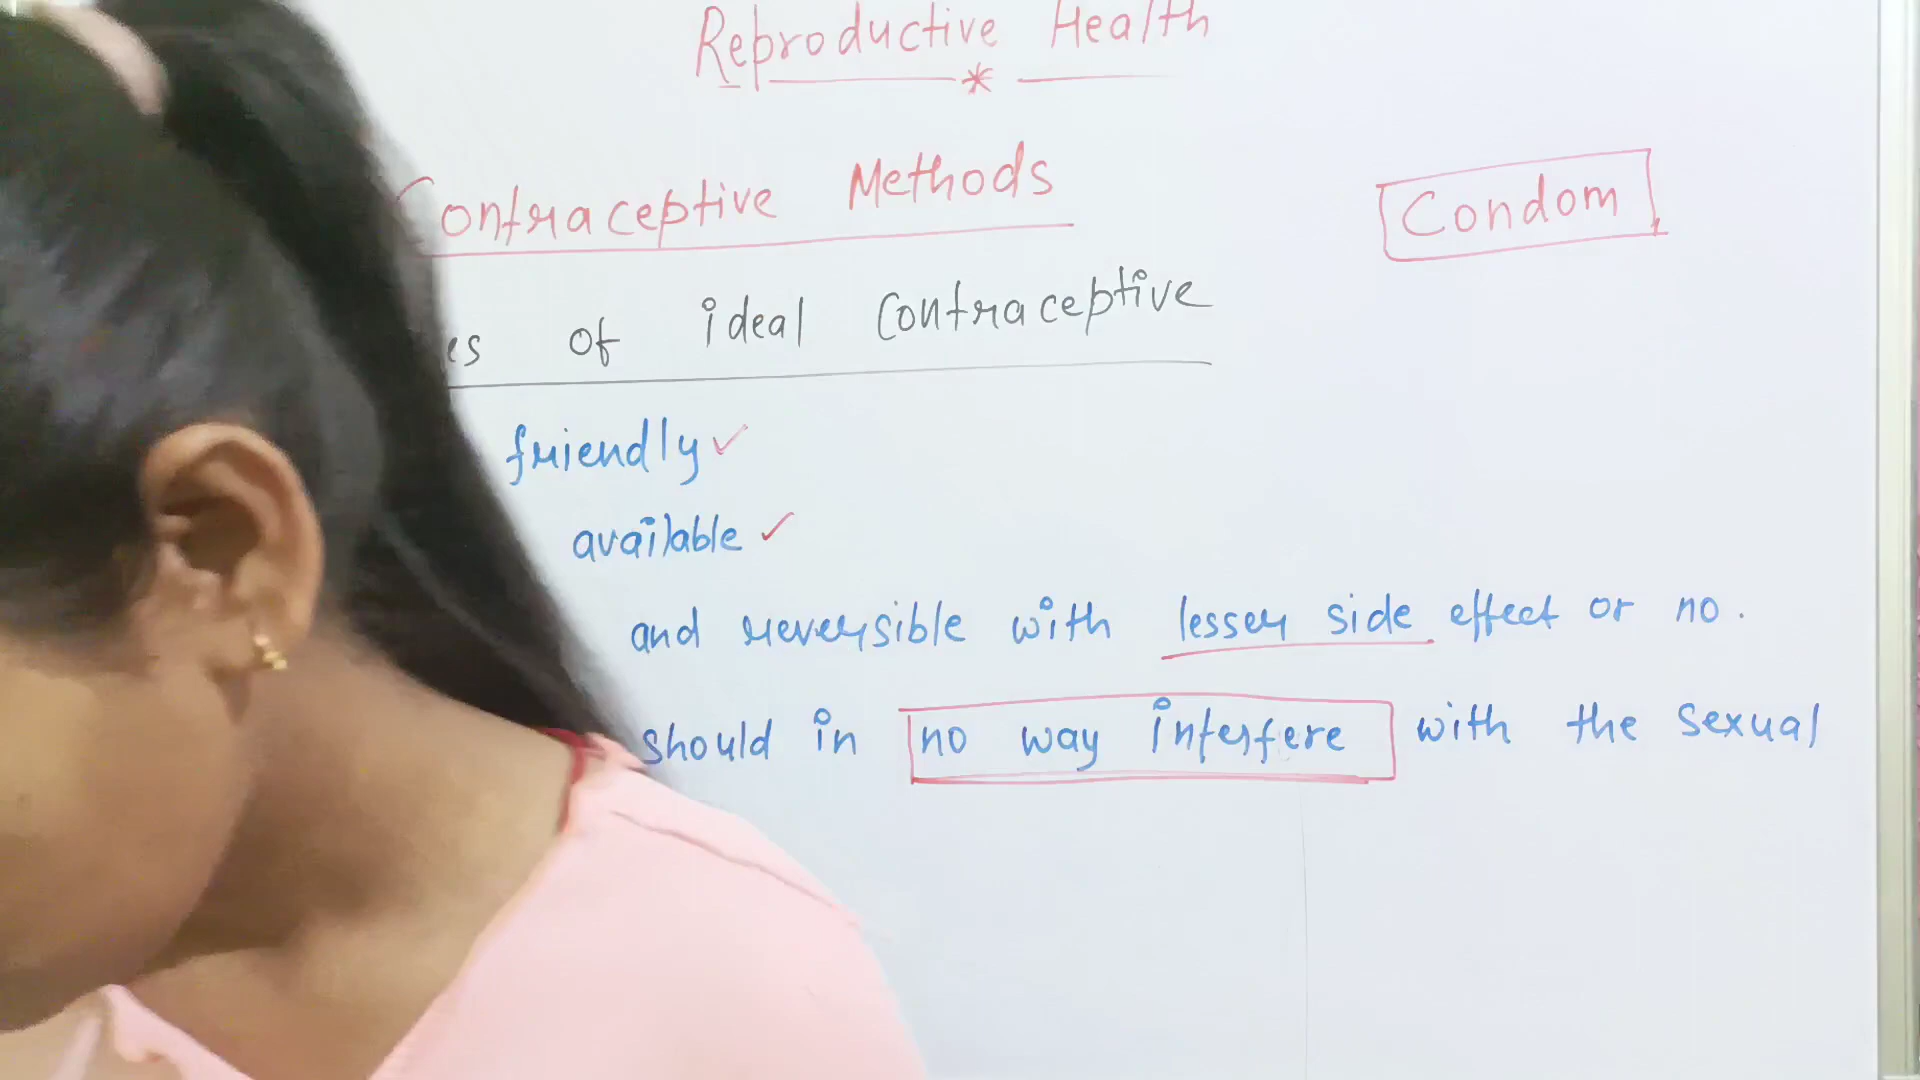 Reproductive Health
Contraceptive Methods
Condom
es of ideal Contraceptive
friendly ✓
available ✓
and reversible with lesser side effect or no.
should in no way interfere with the sexual